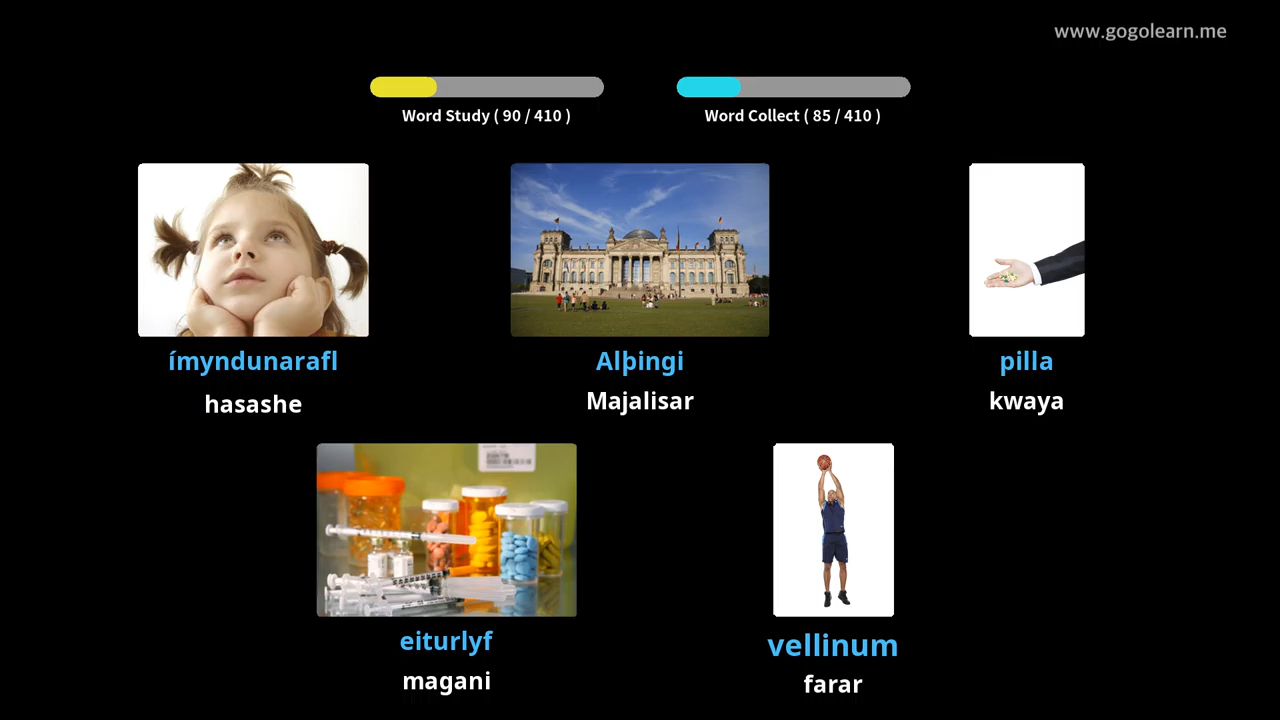 www.gogolearn.me
Word Study ( 90 / 410 )
Word Collect ( 85 / 410 )
ímyndunarafl
hasashe
Alþingi
Majalisar
pilla
kwaya
eiturlyf
magani
vellinum
farar